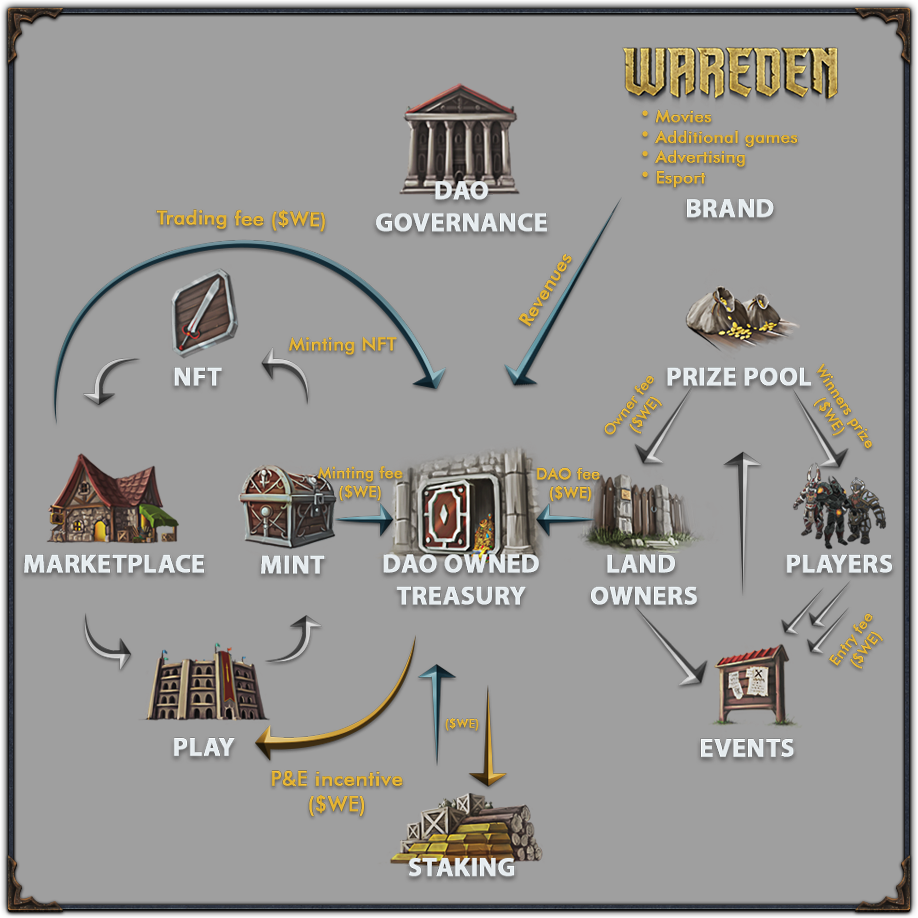 WAREDEN
* Movies
* Additional games
* Advertising
* Esport
BRAND
DAO
GOVERNANCE
Trading fee ($WE)
Revenues
Minting NFT
NFT
PRIZE POOL
Owner fee
($WE)
Winners prize
($WE)
Minting fee
($WE)
DAO fee
($WE)
MARKETPLACE
MINT
DAO OWNED
TREASURY
LAND
OWNERS
PLAYERS
Entry fee
($WE)
($WE)
PLAY
EVENTS
P&E incentive
($WE)
STAKING